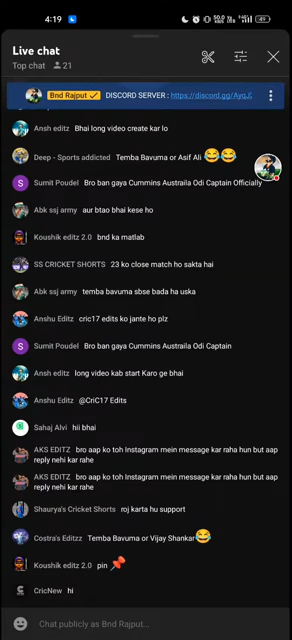 4:19
50.0
KB/S
49
Live chat
Top chat 21
Bnd Rajput DISCORD SERVER : https://discord.gg/AyqJ
Ansh editz Bhai long video create kar lo
Deep - Sports addicted Temba Bavuma or Asif Ali 😂😂
Sumit Poudel Bro ban gaya Cummins Austraila Odi Captain Officially
Abk ssj army aur btao bhai kese ho
Koushik editz 2.0 bnd ka matlab
SS CRICKET SHORTS 23 ko close match ho sakta hai
Abk ssj army temba bavuma sbse bada ha uska
Anshu Editz cric17 edits ko jante ho plz
Sumit Poudel Bro ban gaya Cummins Austraila Odi Captain
Ansh editz long video kab start Karo ge bhai
Anshu Editz @CriC17 Edits
Sahaj Alvi hii bhai
AKS EDITZ bro aap ko toh Instagram mein message kar raha hun but aap
reply nehi kar rahe
AKS EDITZ bro aap ko toh Instagram mein message kar raha hun but aap
reply nehi kar rahe
Shaurya's Cricket Shorts roj karta hu support
Costra's Editzz Temba Bavuma or Vijay Shankar😂
Koushik editz 2.0 pin 📌
CricNew hi
Chat publicly as Bnd Rajput...